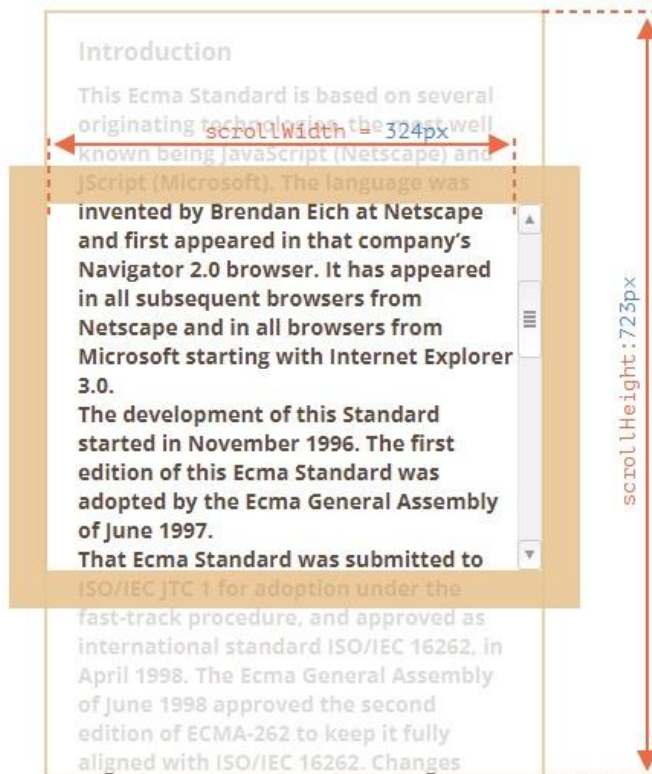 Introduction
This Ecma Standard is based on several
originating technologies, the most well
scrollWidth = 324px
known being JavaScript (Netscape) and
JScript (Microsoft). The language was
invented by Brendan Eich at Netscape
and first appeared in that company's
Navigator 2.0 browser. It has appeared
in all subsequent browsers from
Netscape and in all browsers from
Microsoft starting with Internet Explorer
3.0.
The development of this Standard
started in November 1996. The first
edition of this Ecma Standard was
adopted by the Ecma General Assembly
of June 1997.
That Ecma Standard was submitted to
ISO/IEC JTC 1 for adoption under the
fast-track procedure, and approved as
international standard ISO/IEC 16262, in
April 1998. The Ecma General Assembly
of June 1998 approved the second
edition of ECMA-262 to keep it fully
aligned with ISO/IEC 16262. Changes
scrollHeight:723px